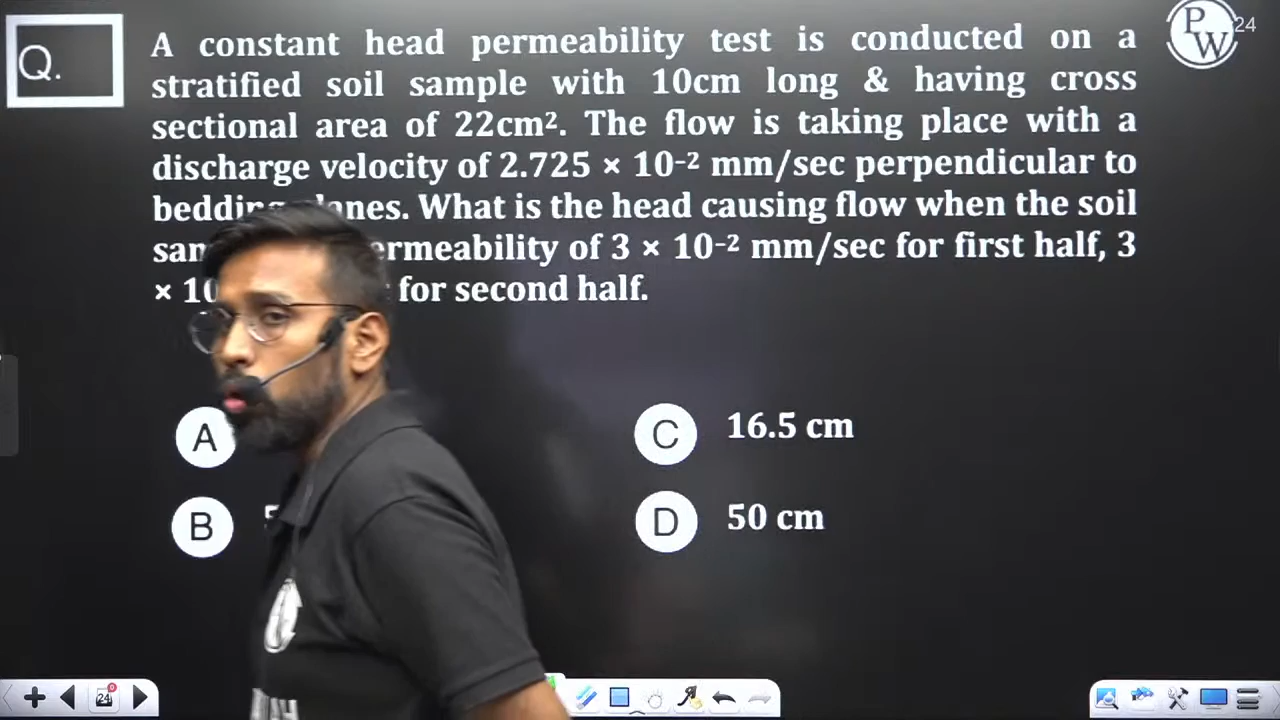 Q.
A constant head permeability test is conducted on a
stratified soil sample with 10cm long & having cross
sectional area of 22cm². The flow is taking place with a
discharge velocity of 2.725 × 10⁻² mm/sec perpendicular to
What is the head causing flow when the soil
of 3 × 10⁻² mm/sec for first half, 3
× for second half.
A
C 16.5 cm
B
D 50 cm
P
W
24
24